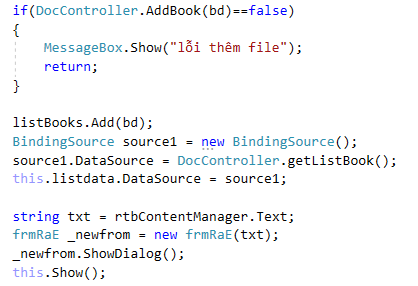 if(DocController.AddBook(bd)==false)
{
MessageBox.Show("lỗi thêm file");
return;
}
listBooks.Add(bd);
BindingSource source1 = new BindingSource();
source1.DataSource = DocController.getListBook();
this.listdata.DataSource = source1;
string txt = rtbContentManager.Text;
frmRaE _newfrom = new frmRaE(txt);
_newfrom.ShowDialog();
this.Show();